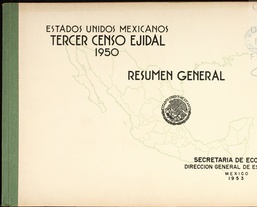 ESTADOS UNIDOS MEXICANOS
TERCER CENSO EJIDAL
1950
RESUMEN GENERAL
SECRETARIA DE ECO
DIRECCION GENERAL DE ES
MEXICO
1953